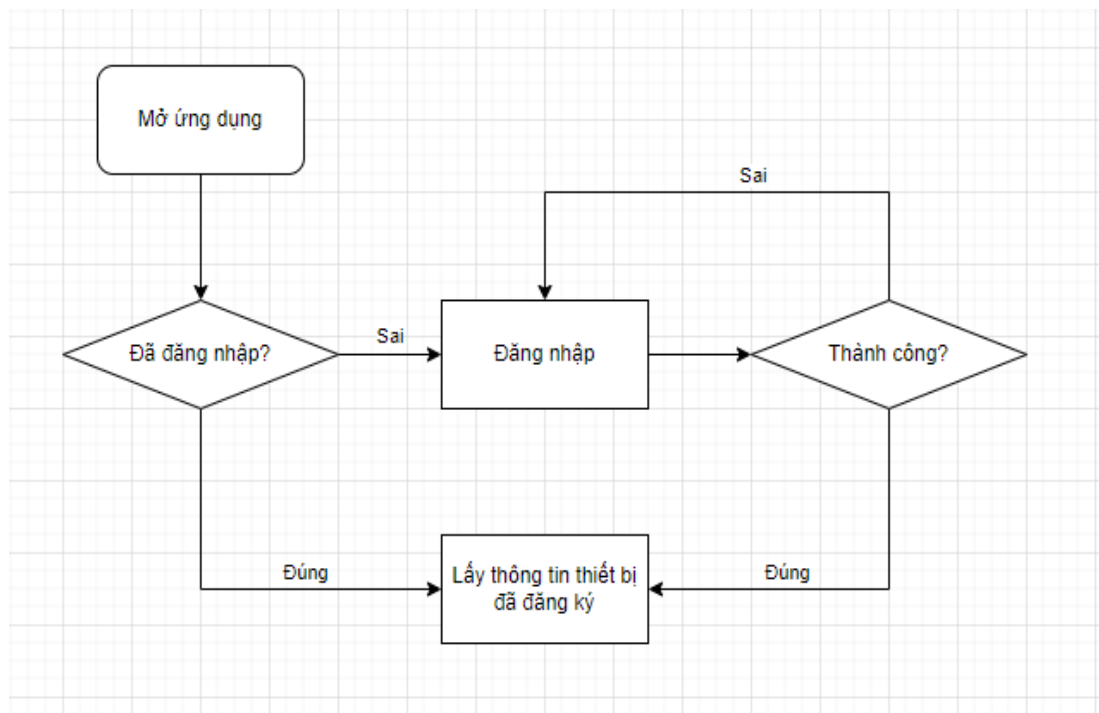 Mở ứng dụng
Sai
Đã đăng nhập?
Sai
Đăng nhập
Thành công?
Đúng
Lấy thông tin thiết bị
đã đăng ký
Đúng